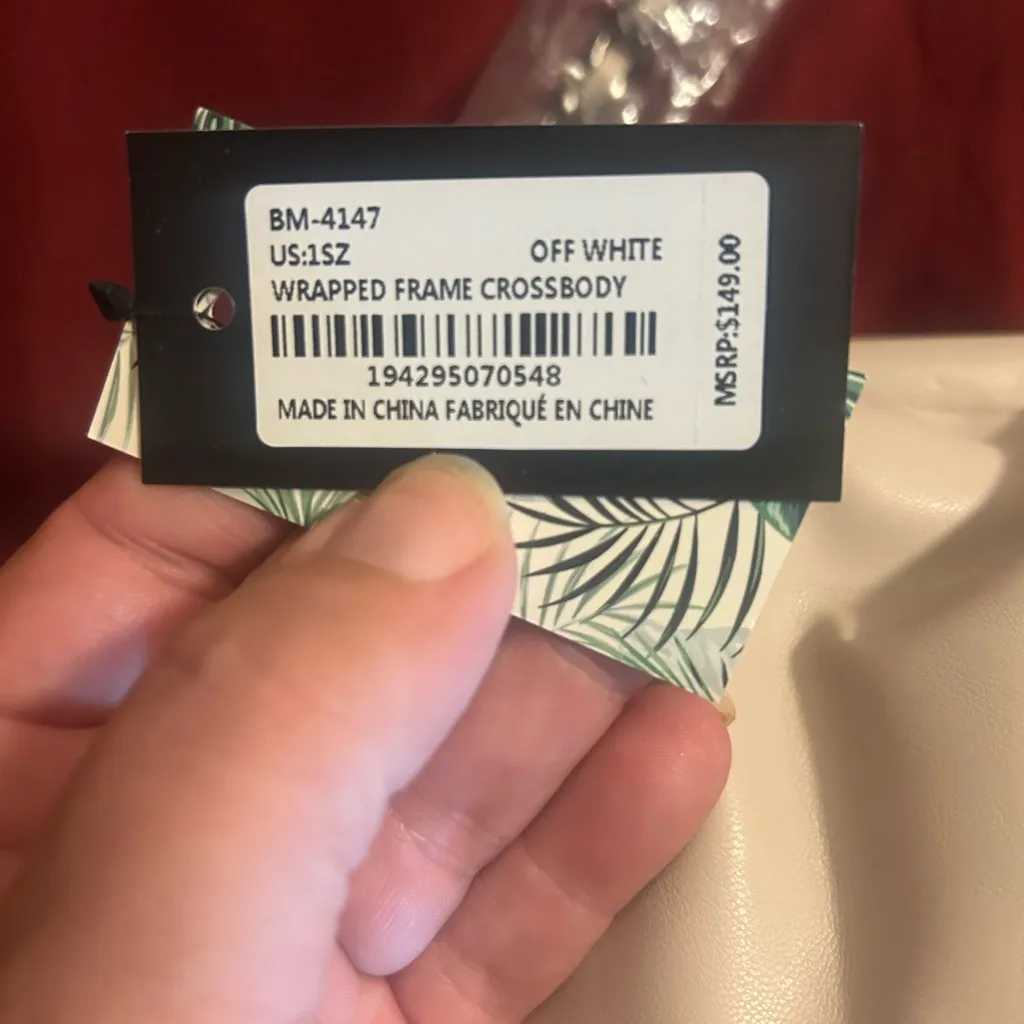 BM-4147
US:1SZ OFF WHITE
WRAPPED FRAME CROSSBODY
194295070548
MADE IN CHINA FABRIQUÉ EN CHINE
MSRP:$149.00